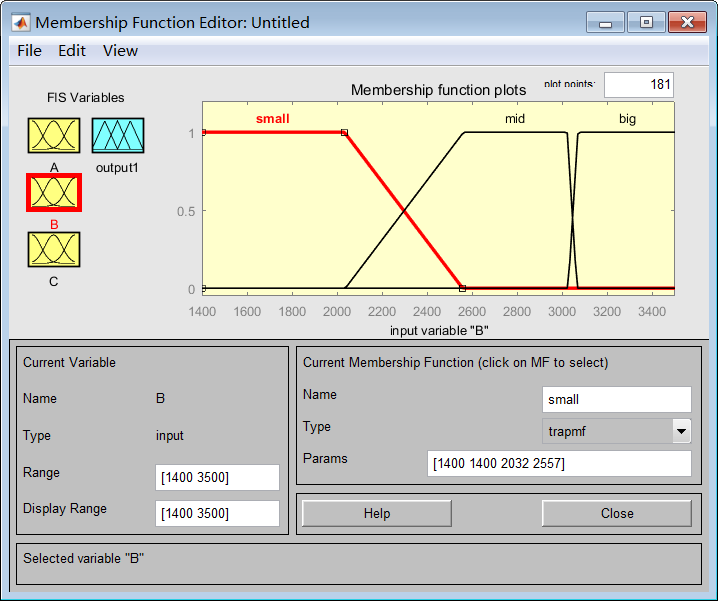 Membership Function Editor: Untitled
File Edit View
FIS Variables
A
output1
B
C
Membership function plots
plot points:
181
small
mid
big
1
0.5
0
1400 1600 1800 2000 2200 2400 2600 2800 3000 3200 3400
input variable "B"
Current Variable
Name B
Type input
Range [1400 3500]
Display Range [1400 3500]
Current Membership Function (click on MF to select)
Name small
Type trapmf
Params [1400 1400 2032 2557]
Help Close
Selected variable "B"